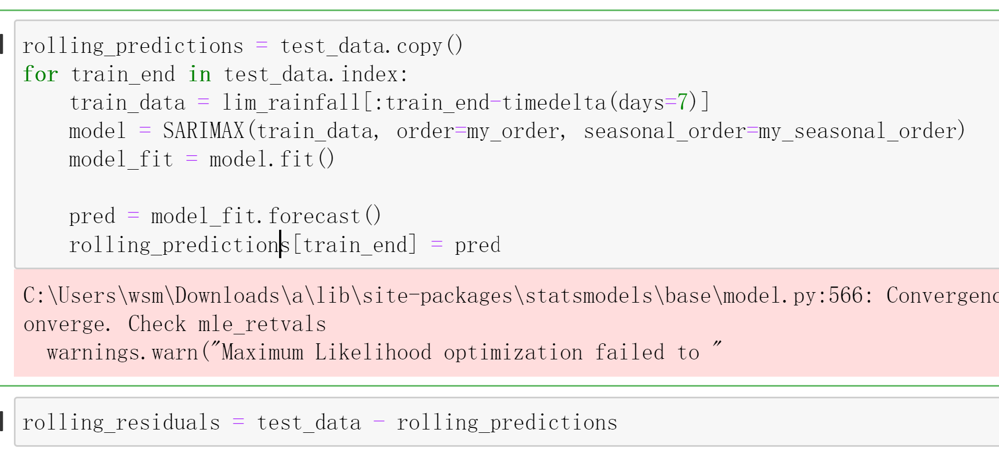 rolling_predictions = test_data.copy()
for train_end in test_data.index:
    train_data = lim_rainfall[:train_end-timedelta(days=7)]
    model = SARIMAX(train_data, order=my_order, seasonal_order=my_seasonal_order)
    model_fit = model.fit()
    pred = model_fit.forecast()
    rolling_predictions[train_end] = pred
C:\Users\wsm\Downloads\a\lib\site-packages\statsmodels\base\model.py:566: Convergenc
onverge. Check mle_retvals
  warnings.warn("Maximum Likelihood optimization failed to "
rolling_residuals = test_data - rolling_predictions